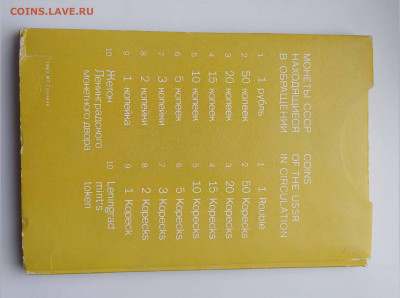 COINS.LAVE.RU
МОНЕТЫ СССР
НАХОДЯЩИЕСЯ
В ОБРАЩЕНИИ
1 1 рубль
2 50 копеек
3 20 копеек
4 15 копеек
5 10 копеек
6 5 копеек
7 3 копейки
8 2 копейки
9 1 копейка
10 Жетон
Ленинградского
монетного двора
COINS
OF THE USSR
IN CIRCULATION
1 1 Rouble
2 50 Kopecks
3 20 Kopecks
4 15 Kopecks
5 10 Kopecks
6 5 Kopecks
7 3 Kopecks
8 2 Kopecks
9 1 Kopeck
10 Leningrad
mint's
token